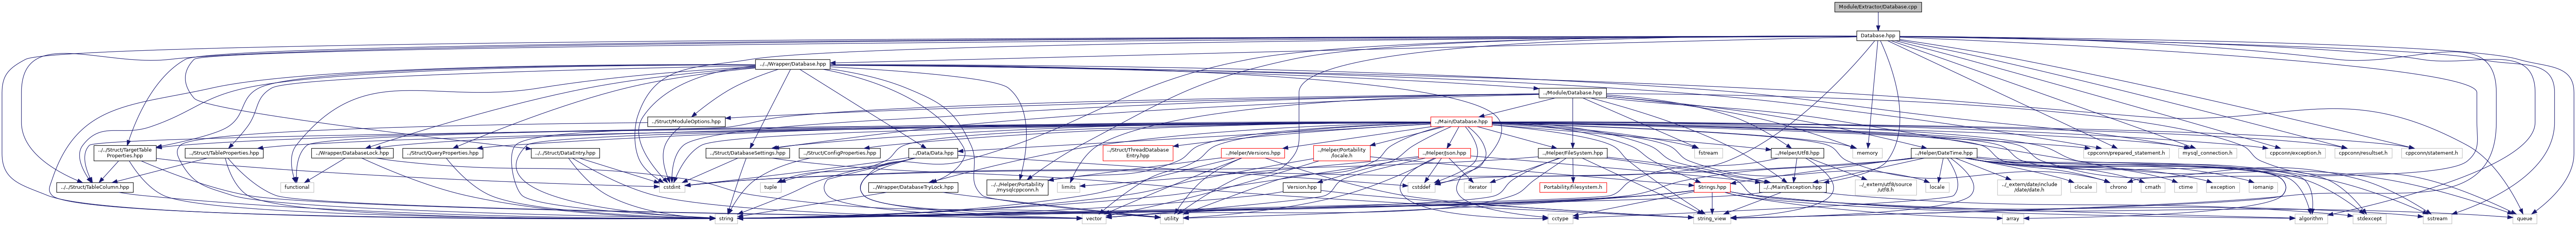 Module/Extractor/Database.cpp
Database.hpp
../../Wrapper/Database.hpp
../Module/Database.hpp
../Struct/ModuleOptions.hpp
../Main/Database.hpp
../../Struct/TargetTable
Properties.hpp
../Struct/TableProperties.hpp
../Wrapper/DatabaseLock.hpp
../Struct/QueryProperties.hpp
../../Struct/DataEntry.hpp
../Struct/DatabaseSettings.hpp
../Struct/ConfigProperties.hpp
../Data/Data.hpp
../Struct/ThreadDatabase
Entry.hpp
../Helper/Versions.hpp
../Helper/Portability
/locale.h
../Helper/Json.hpp
../Helper/FileSystem.hpp
fstream
../Helper/Utf8.hpp
memory
../Helper/DateTime.hpp
cppconn/prepared_statement.h
mysql_connection.h
cppconn/exception.h
cppconn/resultset.h
cppconn/statement.h
../../Struct/TableColumn.hpp
functional
cstdint
tuple
../Wrapper/DatabaseTryLock.hpp
../../Helper/Portability
/mysqlcppconn.h
limits
Version.hpp
cstddef
iterator
Portability/Filesystem.h
Strings.hpp
../../Main/Exception.hpp
../_extern/utf8/source
/utf8.h
locale
../_extern/date/include
/date/date.h
clocale
chrono
cmath
ctime
exception
iomanip
string
vector
utility
cctype
string_view
array
algorithm
stdexcept
sstream
queue